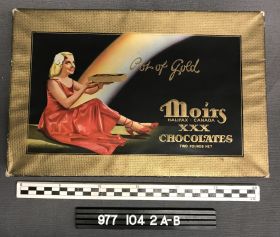 Pot of Gold
Moirs
HALIFAX - CANADA
XXX
CHOCOLATES
TWO POUNDS NET
977 104 2 A-B